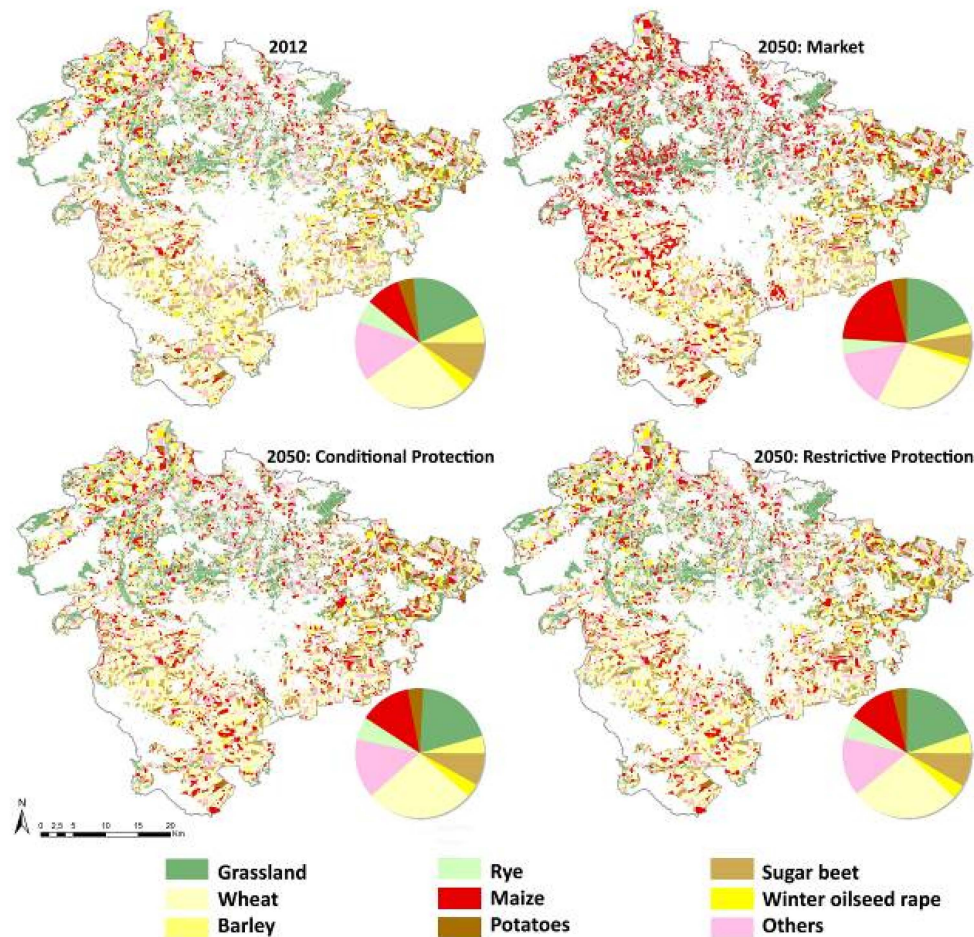 2012
2050: Market
2050: Conditional Protection
2050: Restrictive Protection
N
0 2,5 5 10 15 20
Km
Grassland
Wheat
Barley
Rye
Maize
Potatoes
Sugar beet
Winter oilseed rape
Others